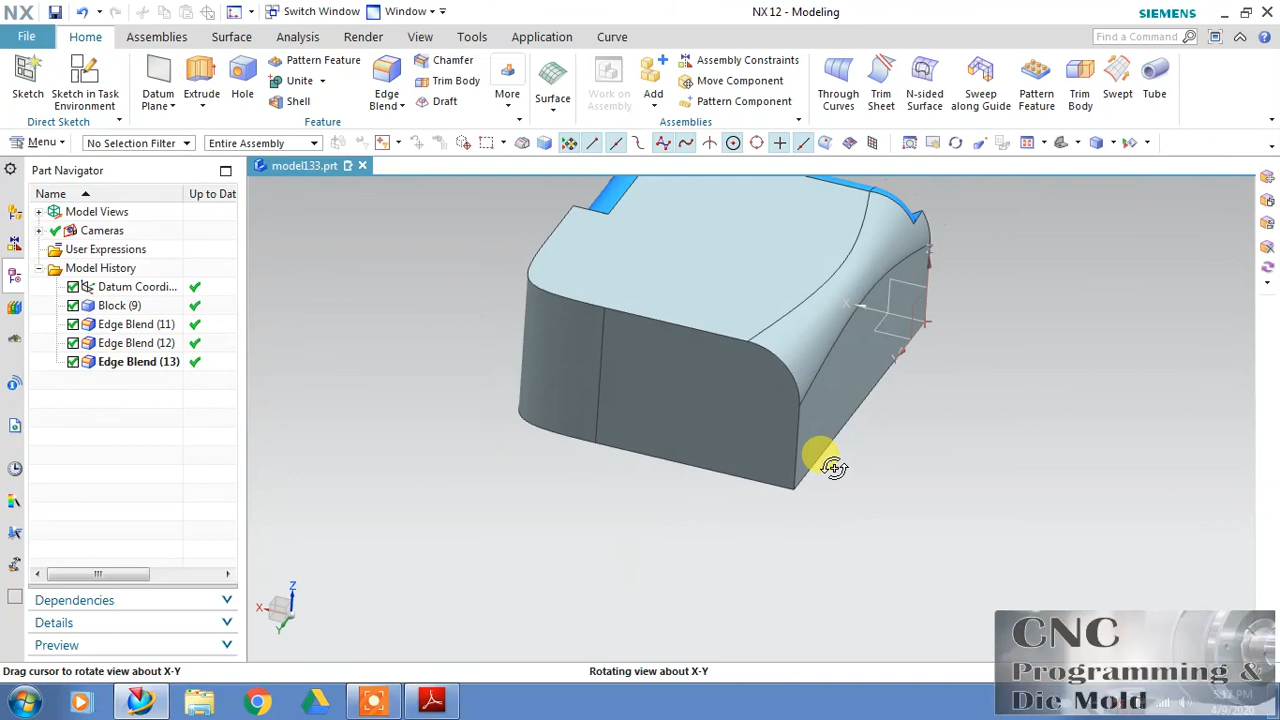 NX
Switch Window
Window
NX 12 - Modeling
SIEMENS
File
Home
Assemblies
Surface
Analysis
Render
View
Tools
Application
Curve
Find a Command
Sketch
Sketch in Task Environment
Direct Sketch
Datum Plane
Extrude
Hole
Pattern Feature
Unite
Shell
Edge Blend
Chamfer
Trim Body
Draft
More
Feature
Surface
Work on Assembly
Add
Assembly Constraints
Move Component
Pattern Component
Assemblies
Through Curves
Trim Sheet
N-sided Surface
Sweep along Guide
Pattern Feature
Trim Body
Swept
Tube
Menu
No Selection Filter
Entire Assembly
Part Navigator
model133.prt
Name
Up to Dat
Model Views
Cameras
User Expressions
Model History
Datum Coordi...
Block (9)
Edge Blend (11)
Edge Blend (12)
Edge Blend (13)
Dependencies
Details
Preview
X
Z
X
Y
Drag cursor to rotate view about X-Y
Rotating view about X-Y
CNC
Programming &
Die Mold
5:17 PM
4/9/2020